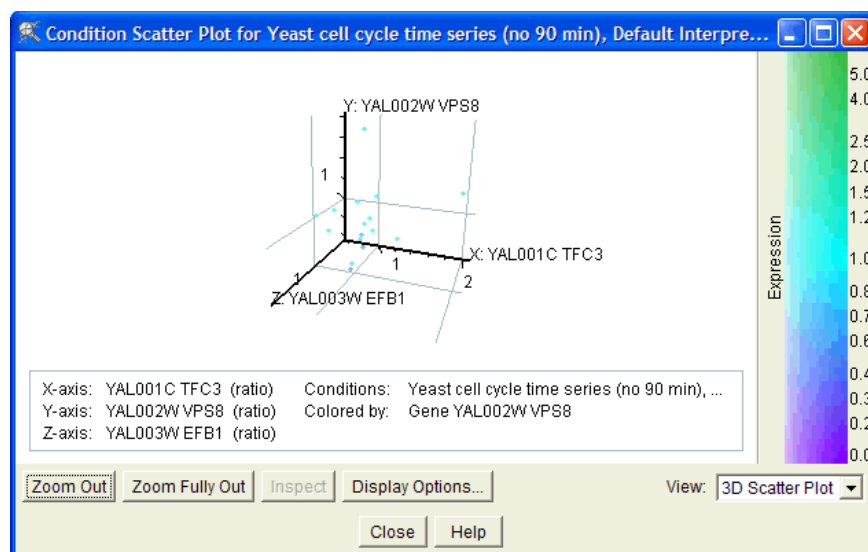 Condition Scatter Plot for Yeast cell cycle time series (no 90 min), Default Interpre...
Y: YAL002W VPS8
1
X: YAL001C TFC3
1
2
1
Z: YAL003W EFB1
Expression
5.0
4.0
2.5
2.0
1.5
1.2
1.0
0.8
0.7
0.6
0.4
0.3
0.2
0.0
X-axis: YAL001C TFC3 (ratio) Conditions: Yeast cell cycle time series (no 90 min), ...
Y-axis: YAL002W VPS8 (ratio) Colored by: Gene YAL002W VPS8
Z-axis: YAL003W EFB1 (ratio)
Zoom Out Zoom Fully Out Inspect Display Options... View: 3D Scatter Plot
Close Help